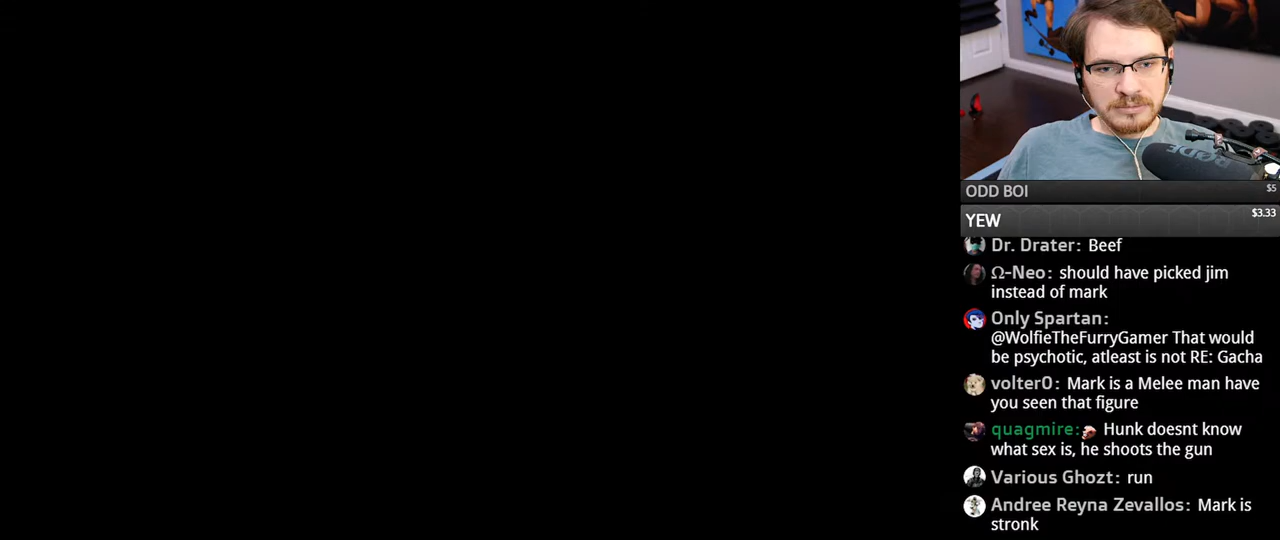 RODE
ODD BOI $5
YEW $3.33
Dr. Drater: Beef
Ω-Neo: should have picked jim
instead of mark
Only Spartan:
@WolfieTheFurryGamer That would
be psychotic, atleast is not RE: Gacha
volter0: Mark is a Melee man have
you seen that figure
quagmire: Hunk doesnt know
what sex is, he shoots the gun
Various Ghozt: run
Andree Reyna Zevallos: Mark is
stronk